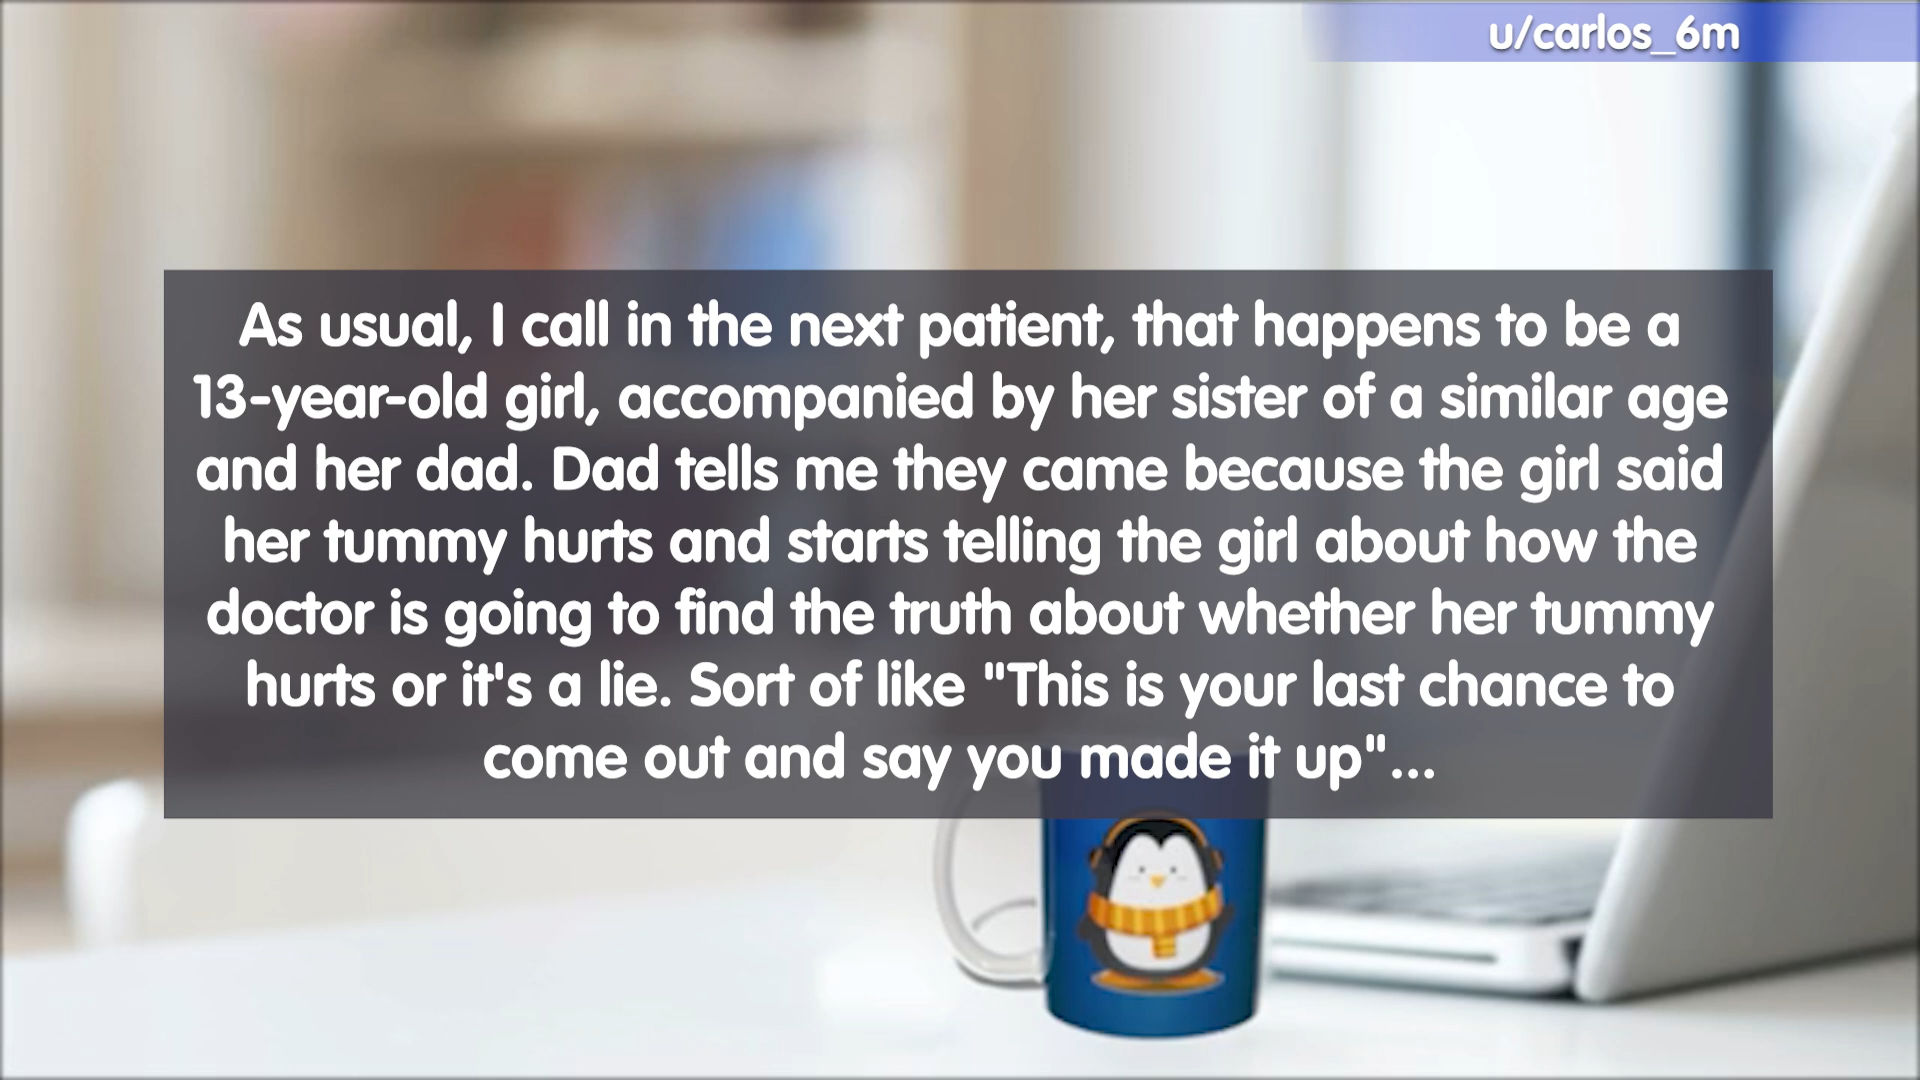 u/carlos_6m
As usual, I call in the next patient, that happens to be a
13-year-old girl, accompanied by her sister of a similar age
and her dad. Dad tells me they came because the girl said
her tummy hurts and starts telling the girl about how the
doctor is going to find the truth about whether her tummy
hurts or it's a lie. Sort of like "This is your last chance to
come out and say you made it up"...